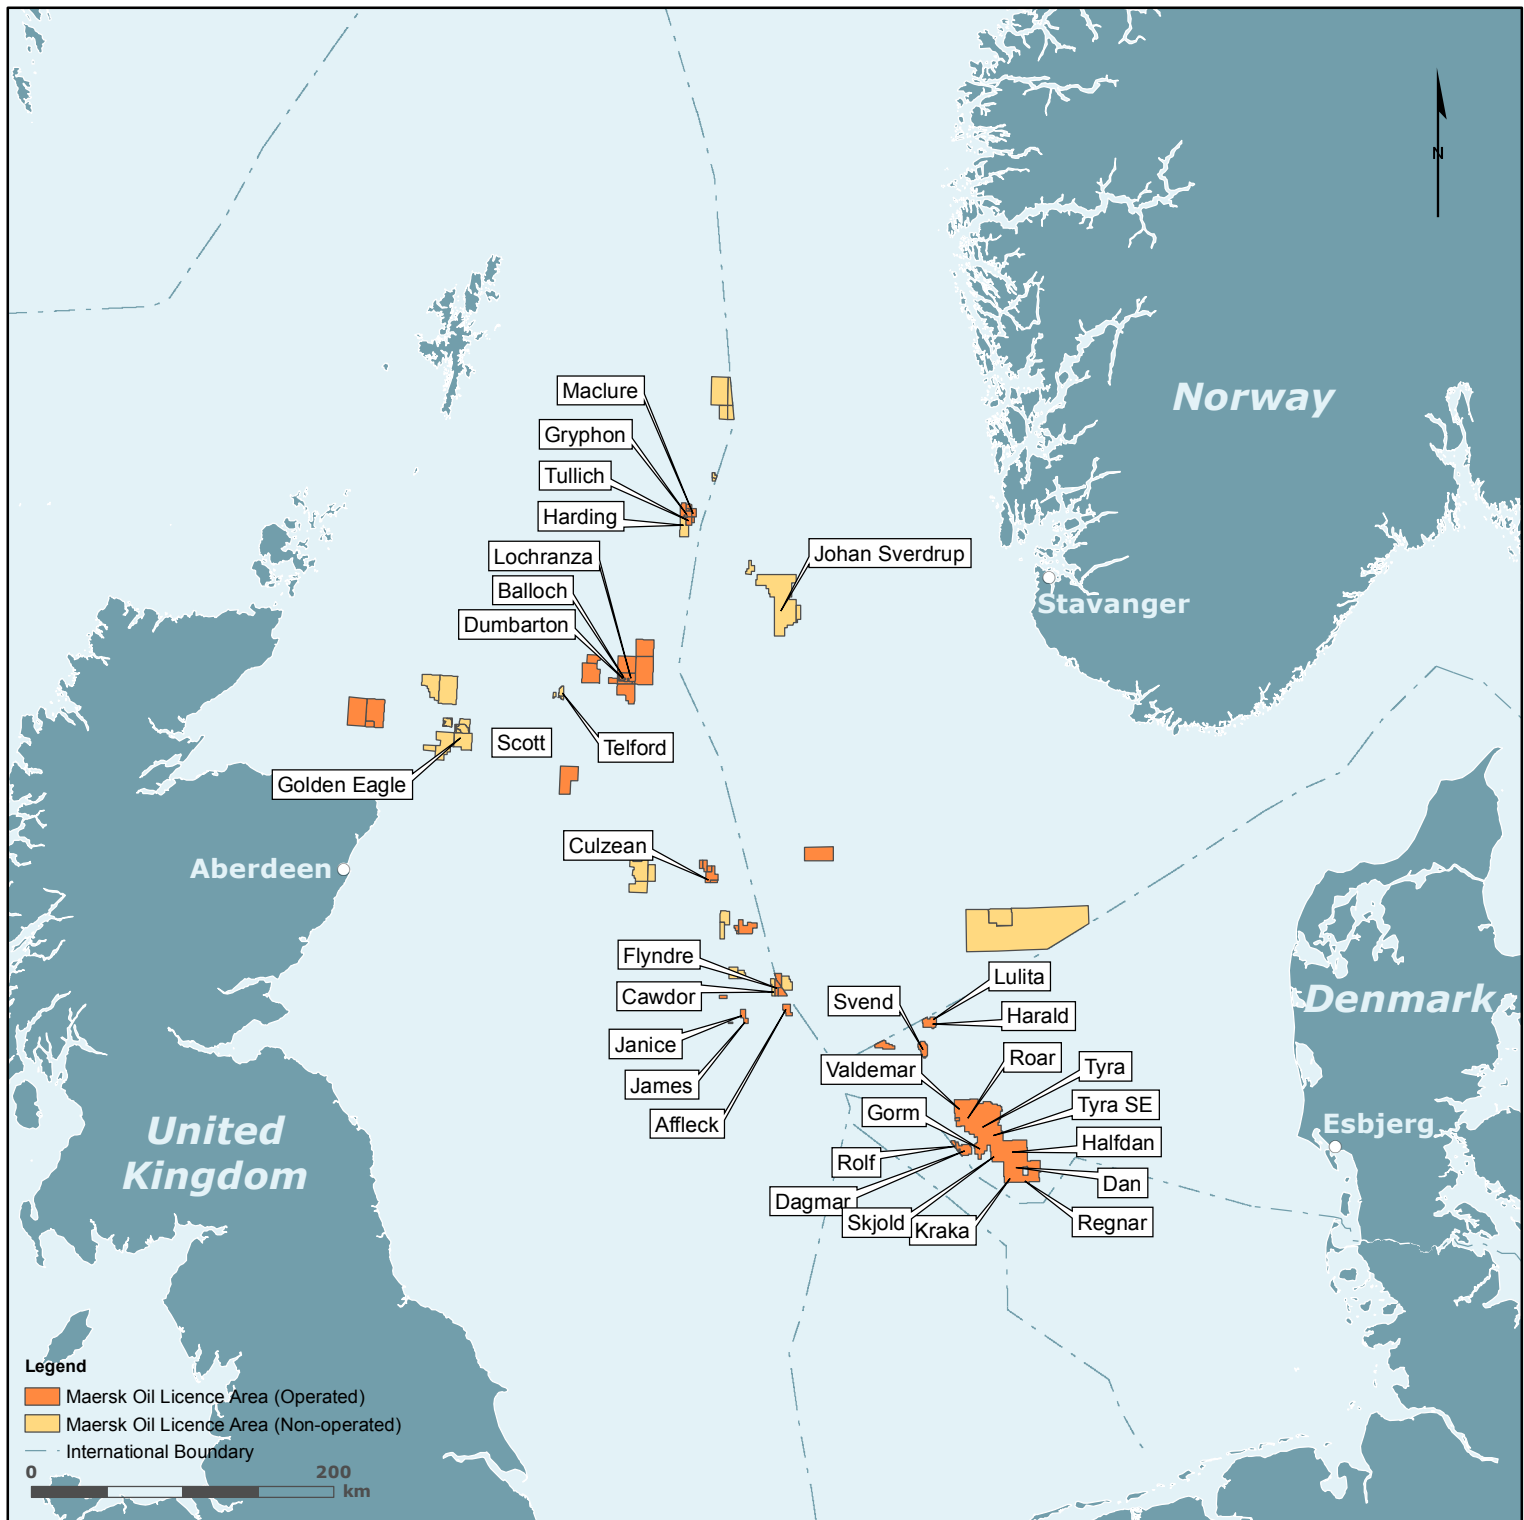 N
Norway
Maclure
Gryphon
Tullich
Harding
Lochranza
Johan Sverdrup
Balloch
Stavanger
Dumbarton
Scott
Telford
Golden Eagle
Culzean
Aberdeen
Flyndre
Lulita
Cawdor
Svend
Denmark
Harald
Janice
Roar
Valdemar
Tyra
James
Tyra SE
Gorm
Affleck
Esbjerg
United
Kingdom
Halfdan
Rolf
Dan
Dagmar
Skjold
Kraka
Regnar
Legend
Maersk Oil Licence Area (Operated)
Maersk Oil Licence Area (Non-operated)
International Boundary
0 200
km